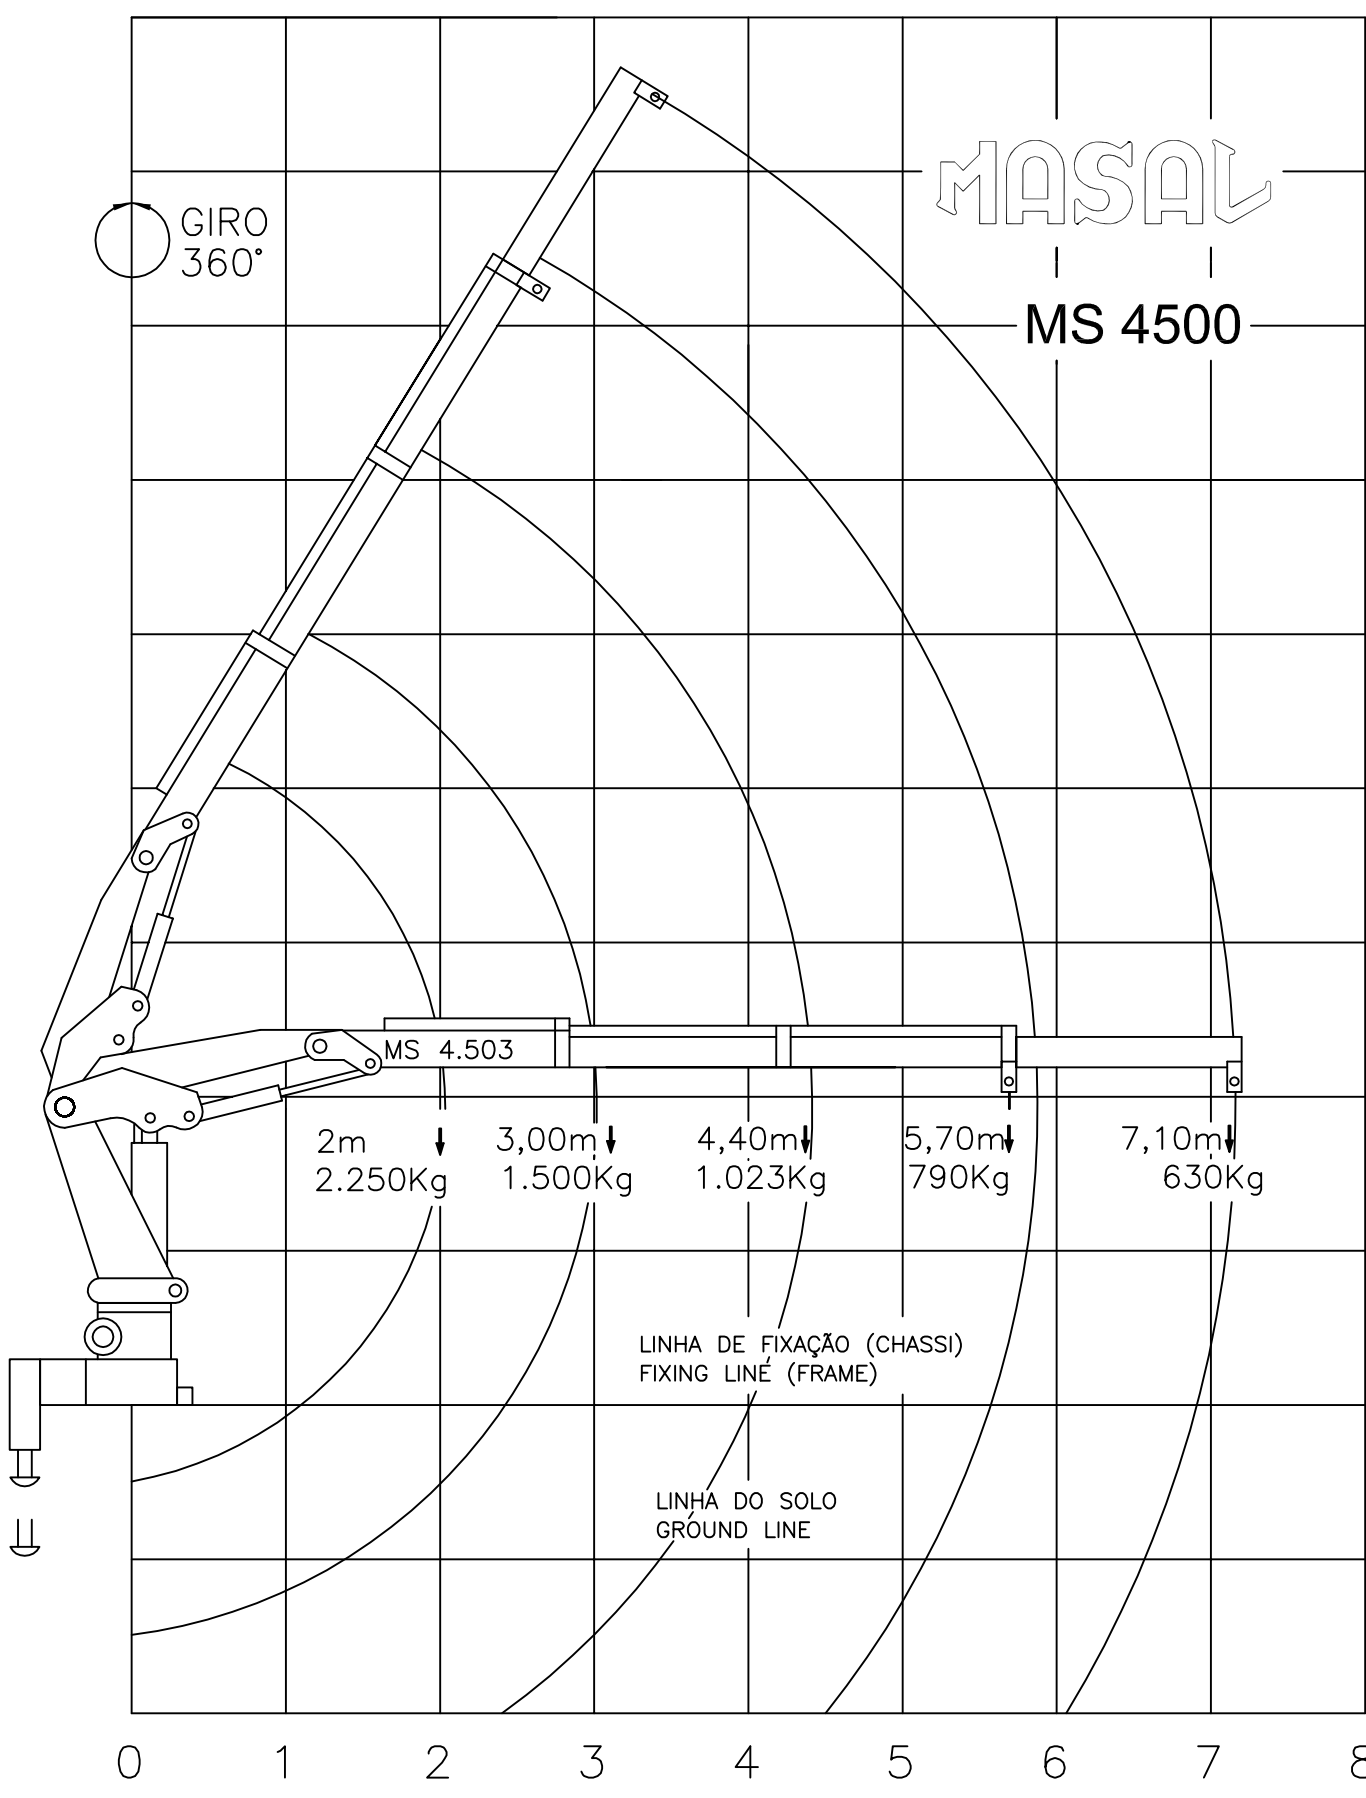 MASAL
GIRO
360°
MS 4500
MS 4.503
2m
2.250Kg
3,00m
1.500Kg
4,40m
1.023Kg
5,70m
790Kg
7,10m
630Kg
LINHA DE FIXAÇÃO (CHASSI)
FIXING LINE (FRAME)
LINHA DO SOLO
GROUND LINE
0 1 2 3 4 5 6 7 8